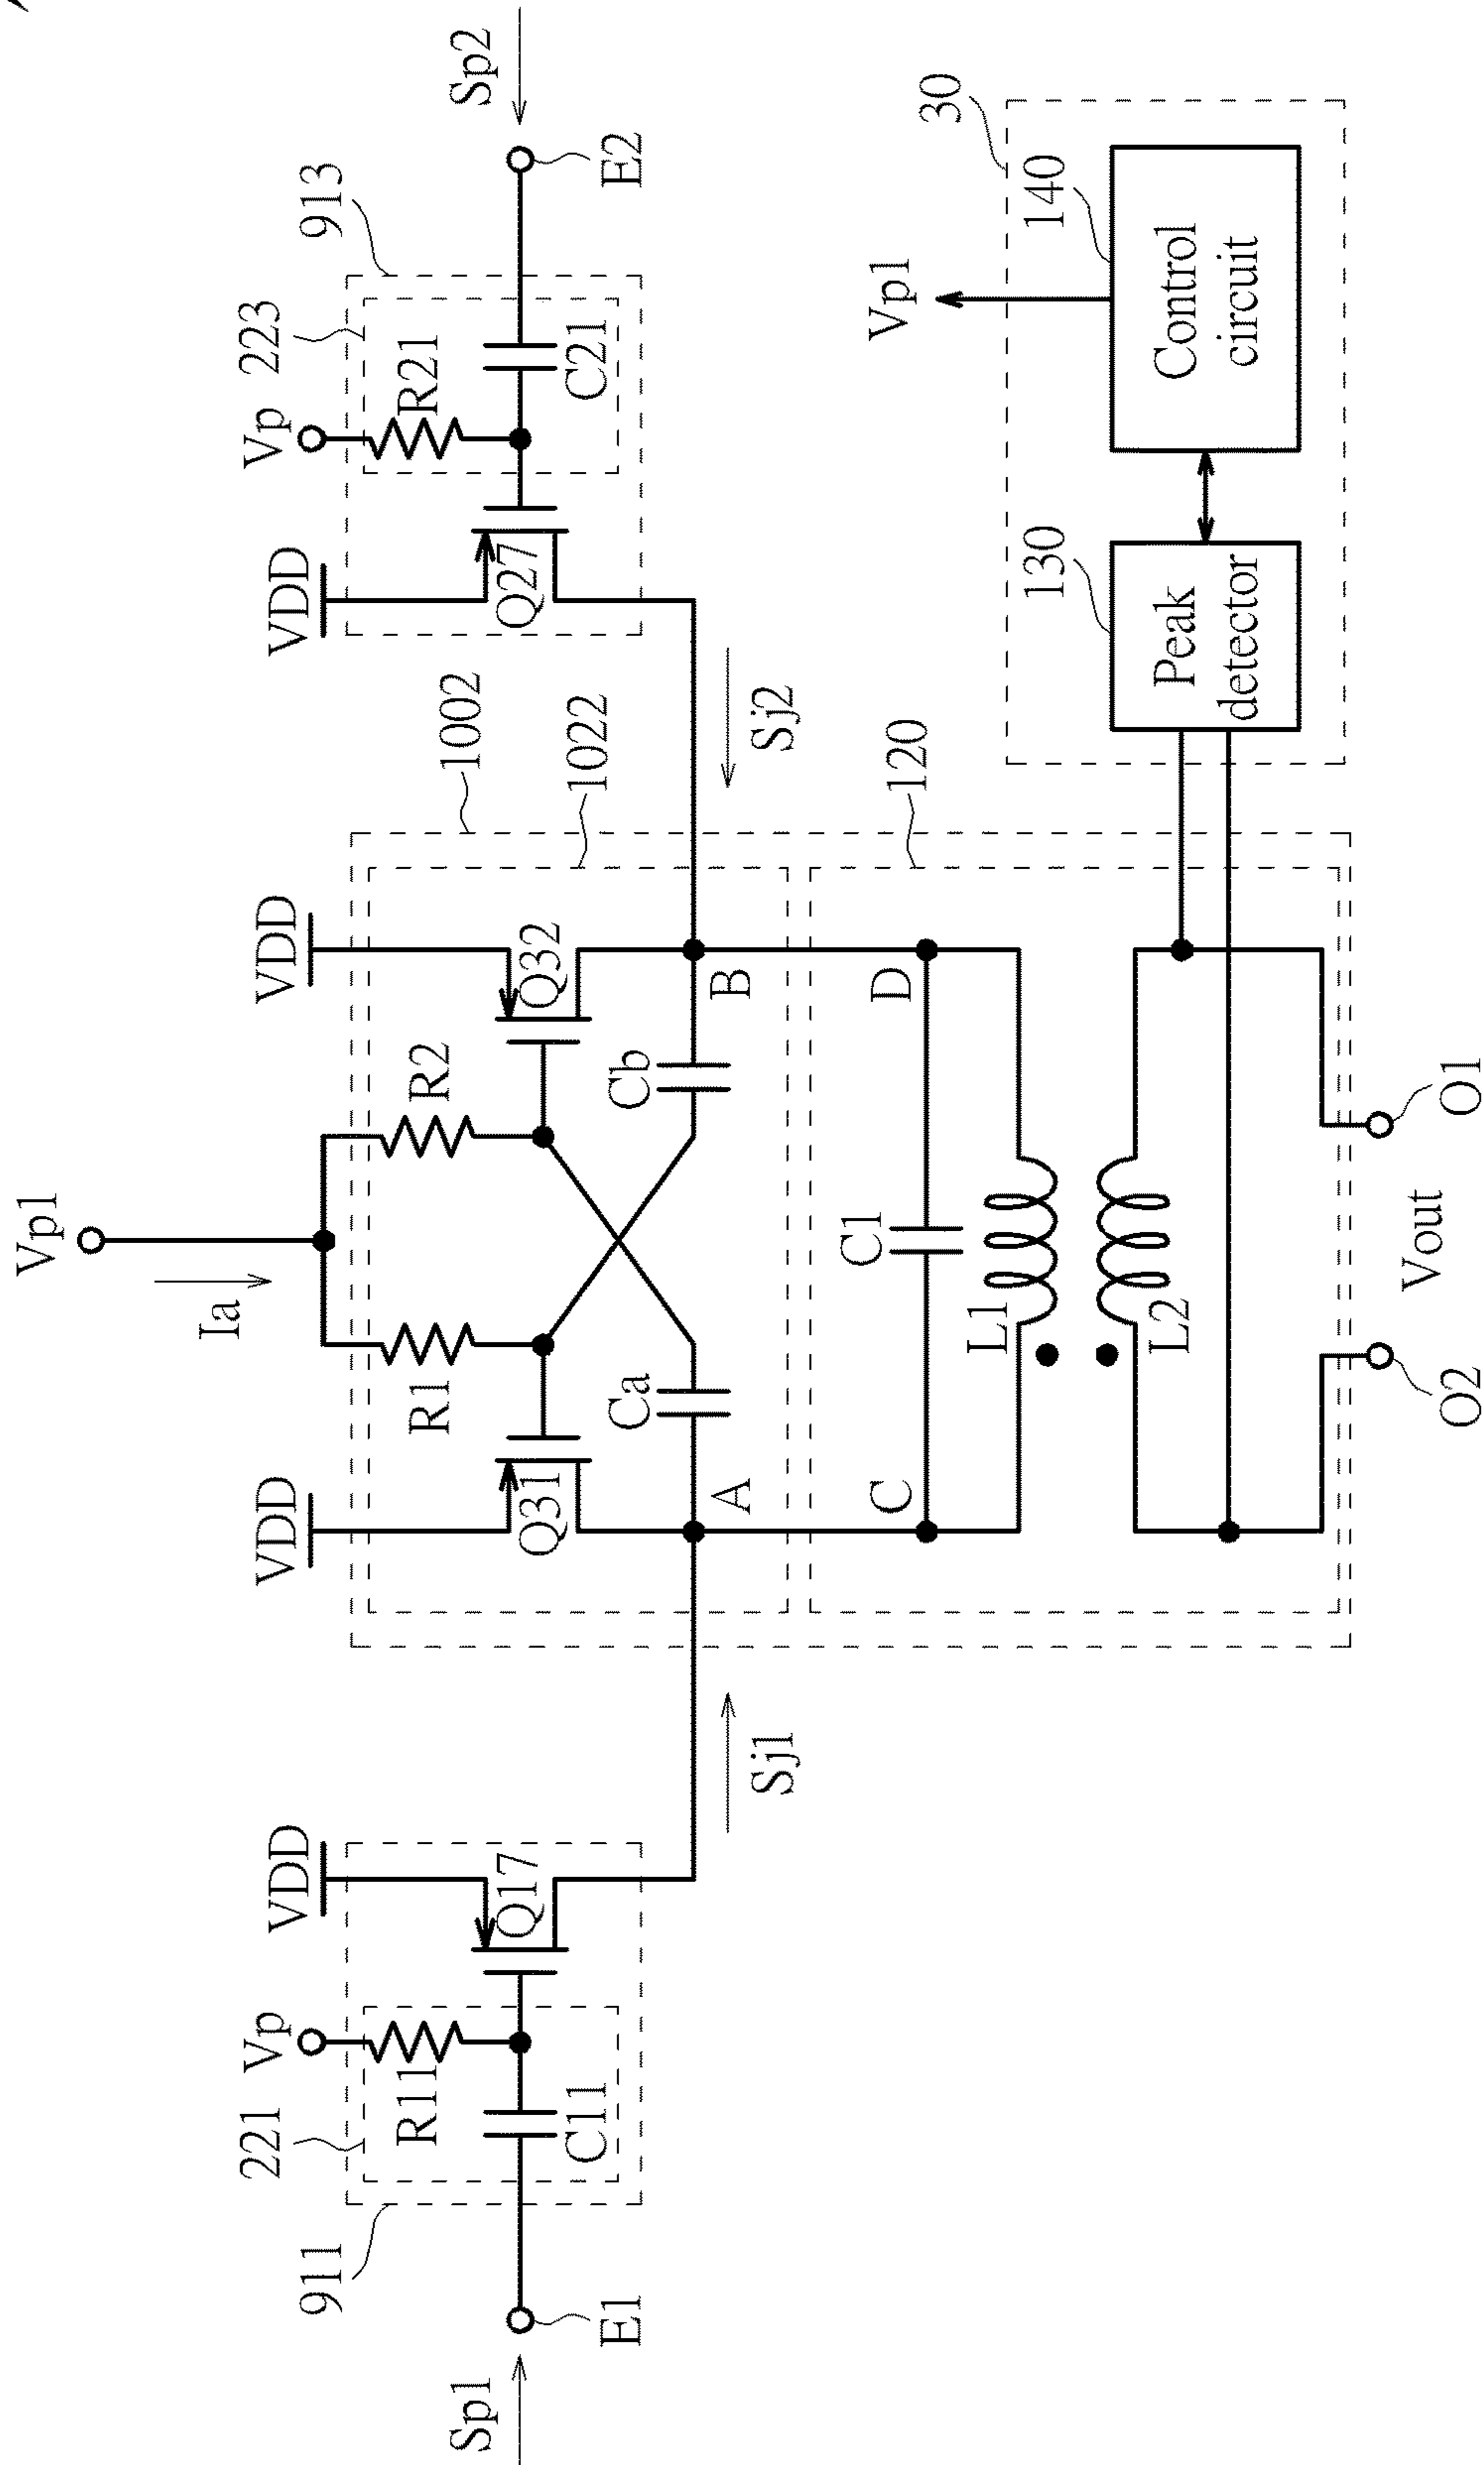 Vp1
Ia
Sp1
E1
911
221
Vp
R11
C11
VDD
Q17
Sj1
VDD
Q31
R1
Ca
A
R2
VDD
Q32
Cb
B
1002
1022
120
Sj2
VDD
Q27
Vp
223
R21
C21
913
E2
Sp2
C
C1
D
L1
L2
O2
Vout
O1
Vp1
30
130
Peak
detector
140
Control
circuit